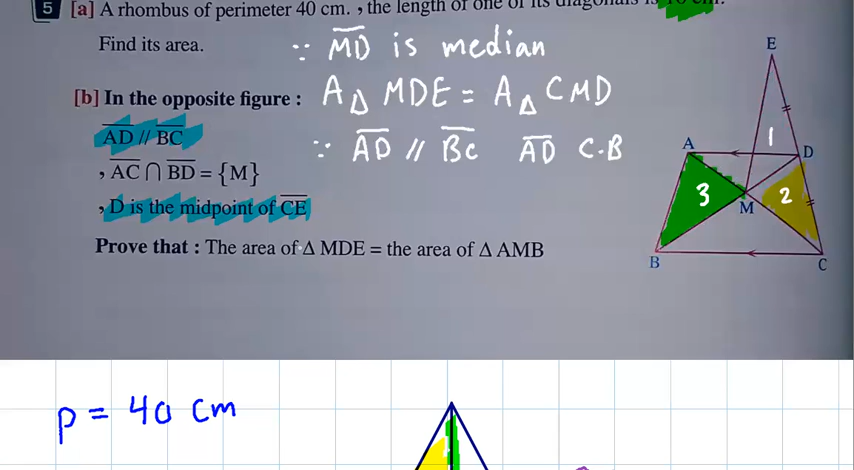 5 [a] A rhombus of perimeter 40 cm. , the length of one of its diagonals is 10 cm.
Find its area.
∵ MD is median
[b] In the opposite figure :
A△ MDE = A△ CMD
AD // BC
∵ AD // BC AD C.B
, AC ∩ BD = {M}
, D is the midpoint of CE
Prove that : The area of Δ MDE = the area of Δ AMB
E
1
A
D
3
2
M
B
C
P = 40 cm